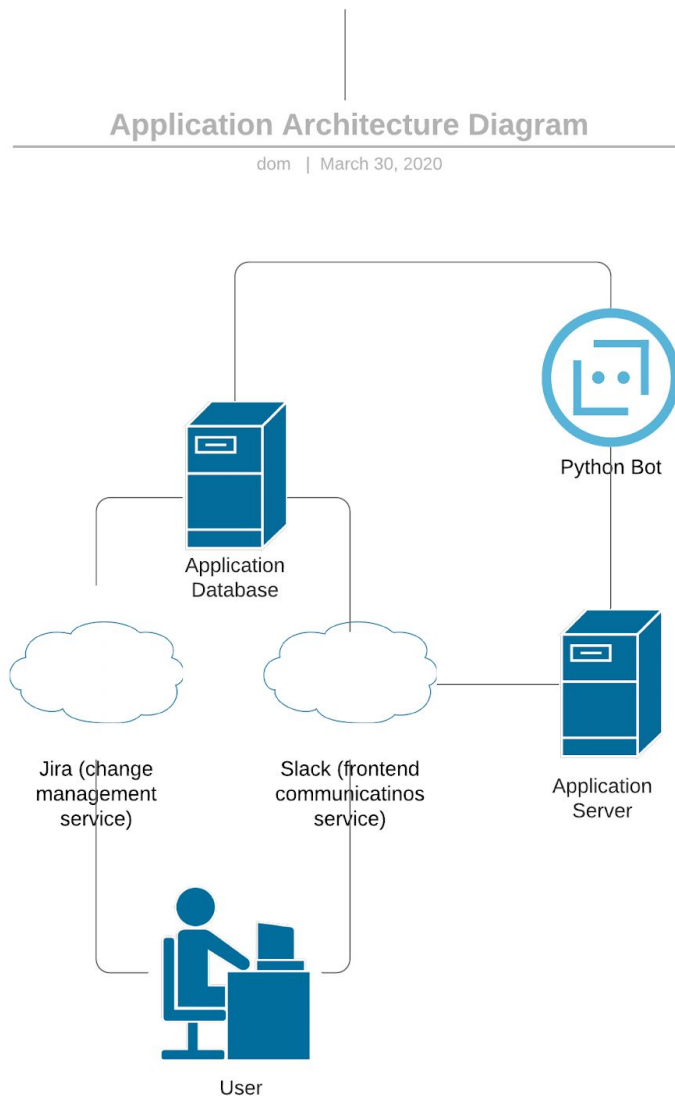 Application Architecture Diagram
dom | March 30, 2020
Python Bot
Application
Database
Jira (change
management
service)
Slack (frontend
communicatinos
service)
Application
Server
User